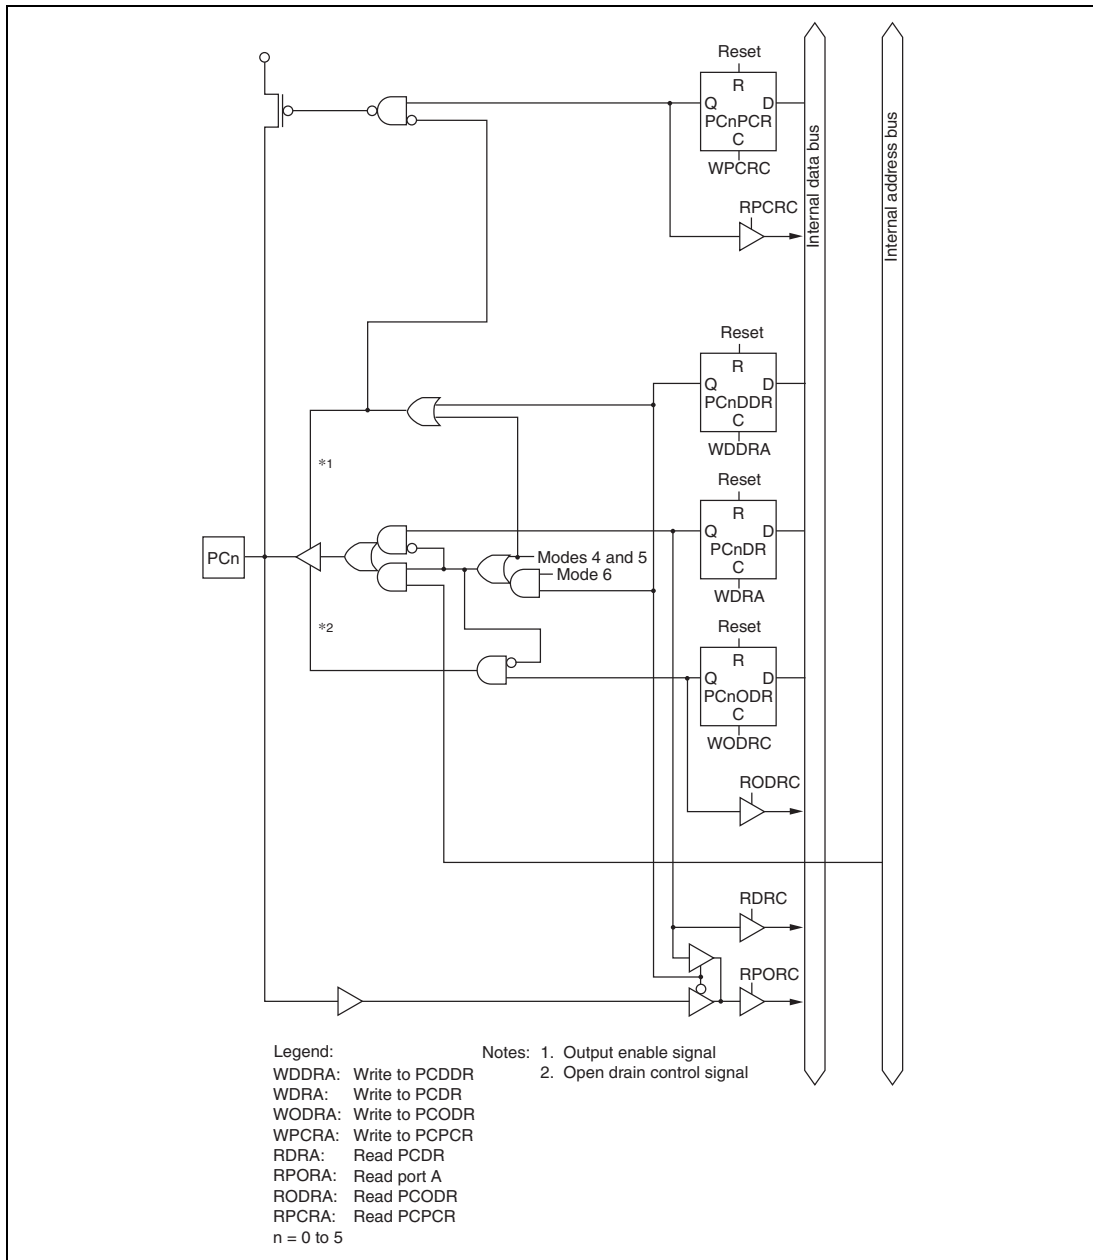 Reset
R
Q D
PCnPCR
C
WPCRC
RPCRC
Internal data bus
Internal address bus
Reset
R
Q D
PCnDDR
C
WDDRA
*1
Reset
R
Q D
PCnDR
C
WDRA
PCn
Modes 4 and 5
Mode 6
*2
Reset
R
Q D
PCnODR
C
WODRC
RODRC
RDRC
RPORC
Legend:
WDDRA: Write to PCDDR
WDRA: Write to PCDR
WODRA: Write to PCODR
WPCRA: Write to PCPCR
RDRA: Read PCDR
RPORA: Read port A
RODRA: Read PCODR
RPCRA: Read PCPCR
n = 0 to 5
Notes: 1. Output enable signal
2. Open drain control signal